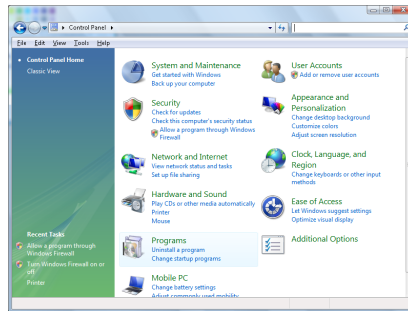 Control Panel
File Edit View Tools Help
Control Panel Home
Classic View
System and Maintenance
Get started with Windows
Back up your computer
Security
Check for updates
Check this computer's security status
Allow a program through Windows
Firewall
Network and Internet
View network status and tasks
Set up file sharing
Hardware and Sound
Play CDs or other media automatically
Printer
Mouse
Programs
Uninstall a program
Change startup programs
Mobile PC
Change battery settings
Adjust commonly used mobility
User Accounts
Add or remove user accounts
Appearance and
Personalization
Change desktop background
Customize colors
Adjust screen resolution
Clock, Language, and
Region
Change keyboards or other input
methods
Ease of Access
Let Windows suggest settings
Optimize visual display
Additional Options
Recent Tasks
Allow a program through
Windows Firewall
Turn Windows Firewall on or
off
Printer